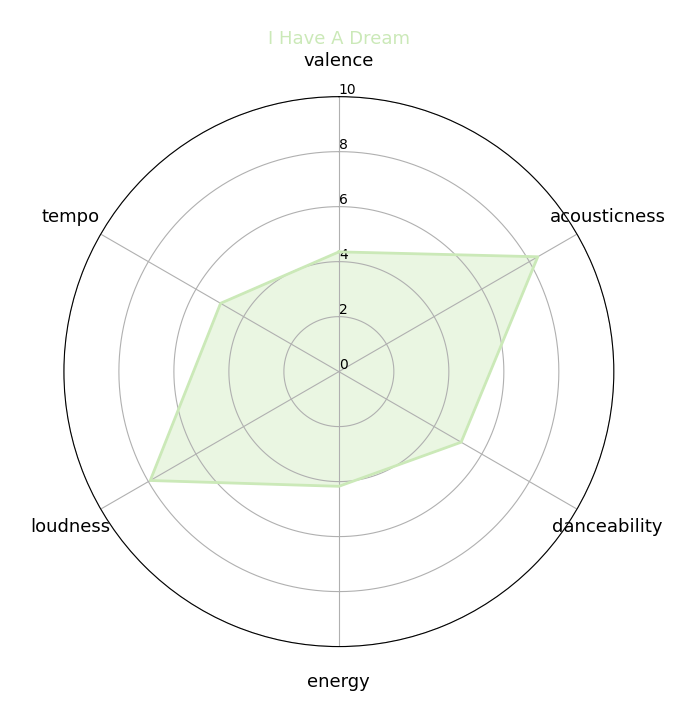 I Have A Dream
valence
10
8
tempo
6
acousticness
4
2
0
loudness
danceability
energy